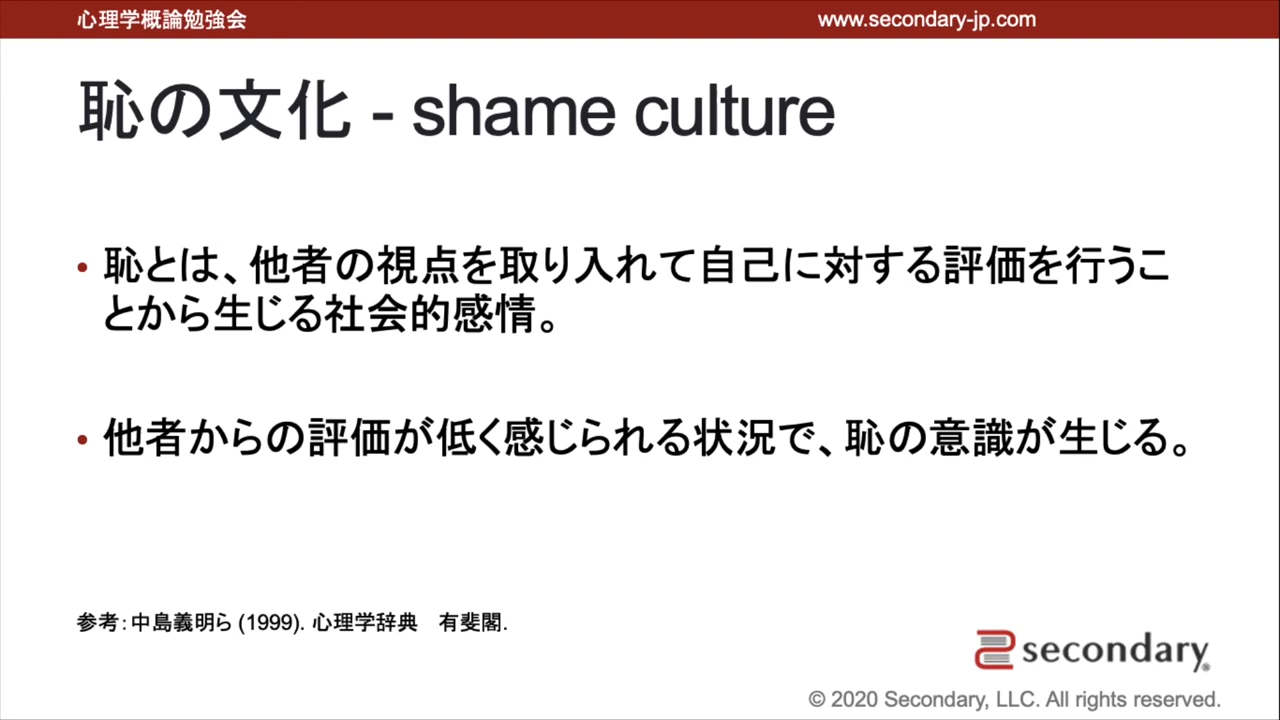 心理学概論勉強会
www.secondary-jp.com
恥の文化 - shame culture
• 恥とは、他者の視点を取り入れて自己に対する評価を行うこ
とから生じる社会的感情。
• 他者からの評価が低く感じられる状況で、恥の意識が生じる。
参考：中島義明ら (1999). 心理学辞典　有斐閣.
secondary®
© 2020 Secondary, LLC. All rights reserved.